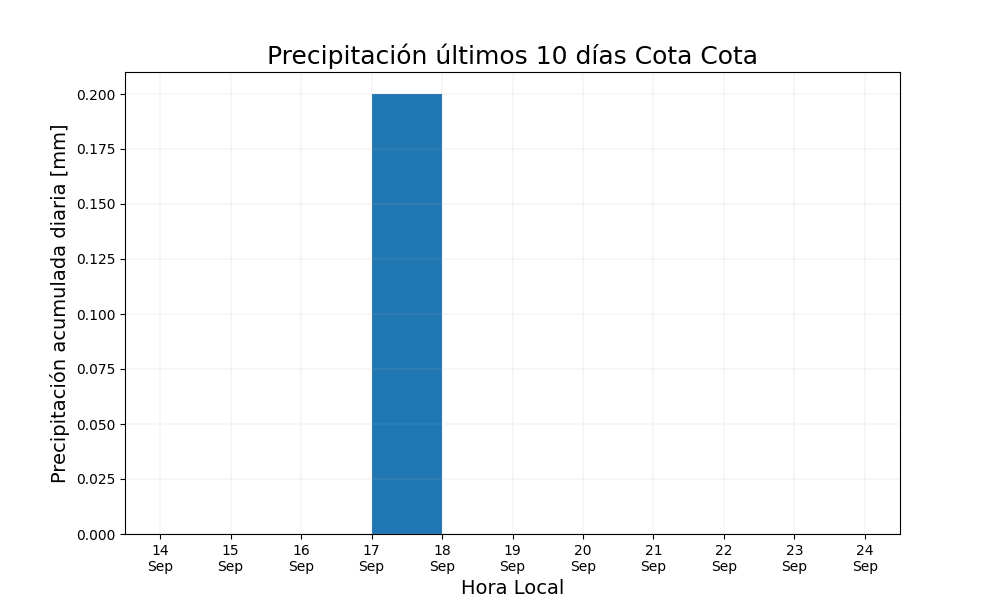 Precipitación últimos 10 días Cota Cota
Precipitación acumulada diaria [mm]
0.200
0.175
0.150
0.125
0.100
0.075
0.050
0.025
0.000
14 15 16 17 18 19 20 21 22 23 24
Sep Sep Sep Sep Sep Sep Sep Sep Sep Sep Sep
Hora Local